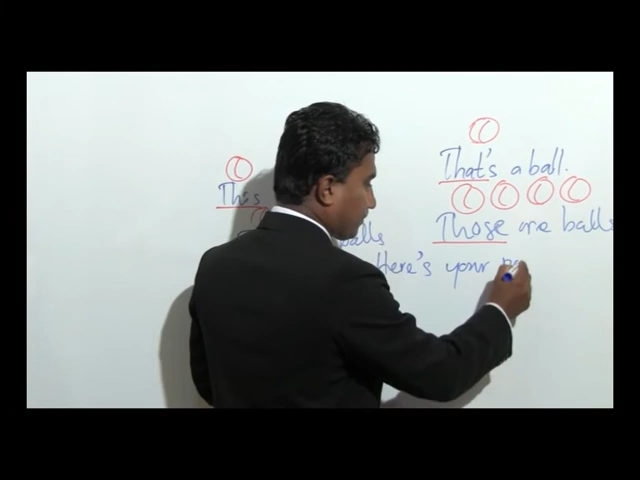 This
balls
That's a ball.
Those are balls
Here's your